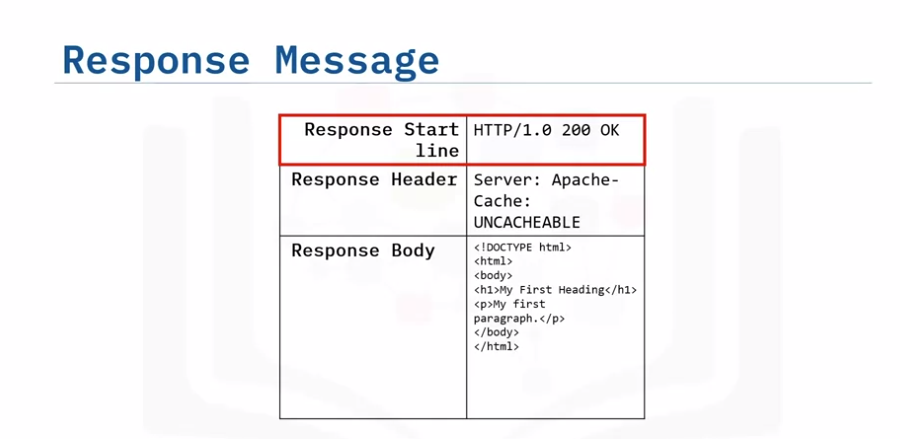 Response Message
Response Start
line
HTTP/1.0 200 OK
Response Header
Server: Apache-
Cache:
UNCACHEABLE
Response Body
<!DOCTYPE html>
<html>
<body>
<h1>My First Heading</h1>
<p>My first
paragraph.</p>
</body>
</html>